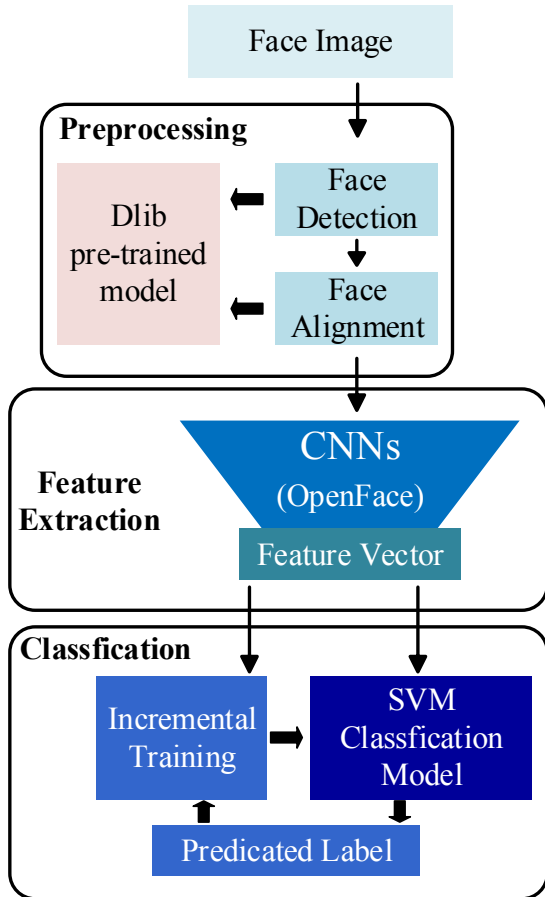 Face Image
Preprocessing
Dlib
pre-trained
model
Face
Detection
Face
Alignment
Feature
Extraction
CNNs
(OpenFace)
Feature Vector
Classfication
Incremental
Training
SVM
Classfication
Model
Predicated Label